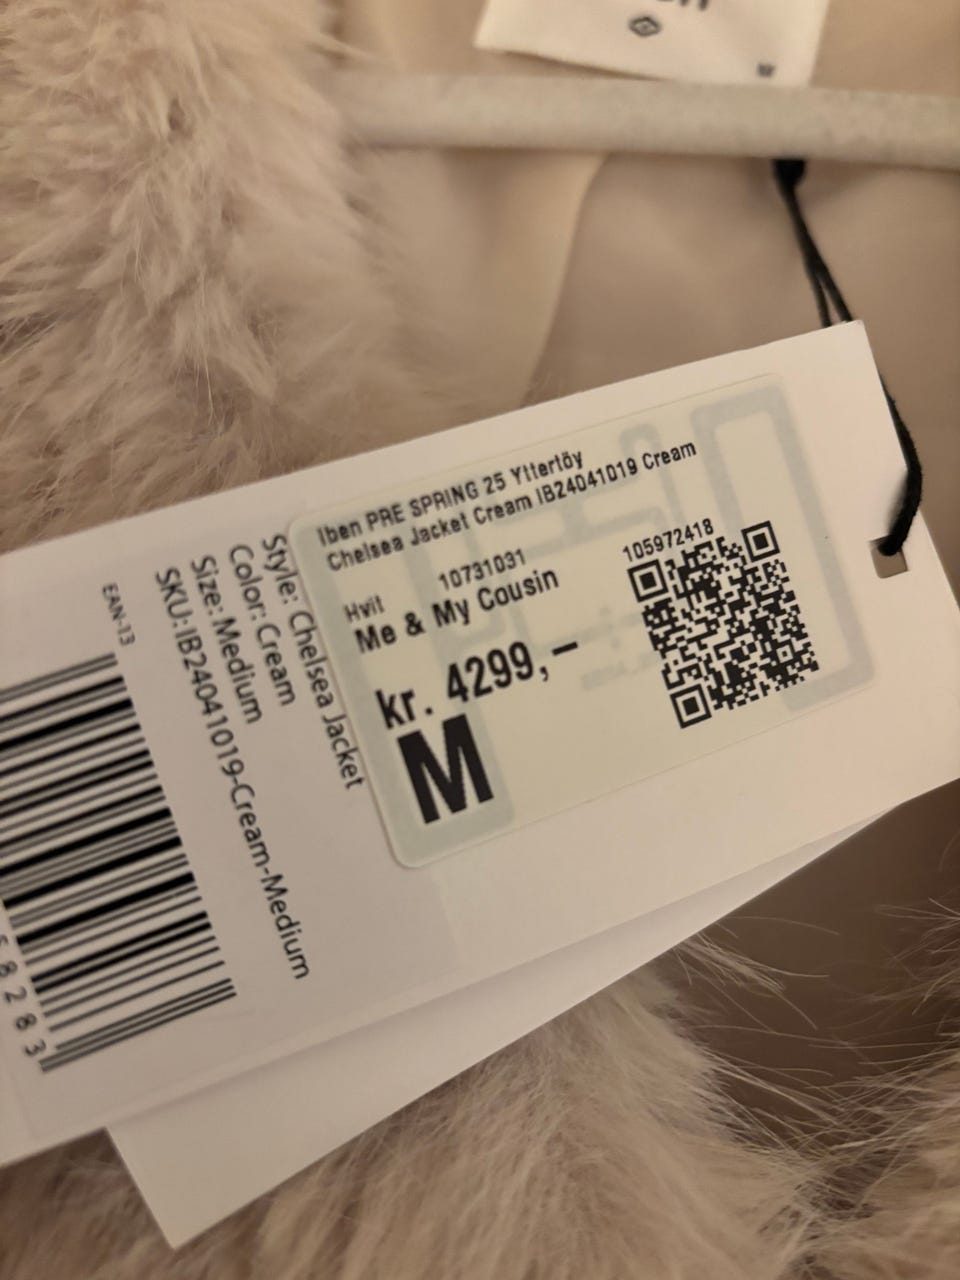 Iben PRE SPRING 25 Yttertöy
Chelsea Jacket Cream IB24041019 Cream
10731031
105972418
Hvit
Me & My Cousin
kr. 4299,-
M
Style: Chelsea Jacket
Color: Cream
Size: Medium
SKU: IB24041019-Cream-Medium
EAN-13
8283
W